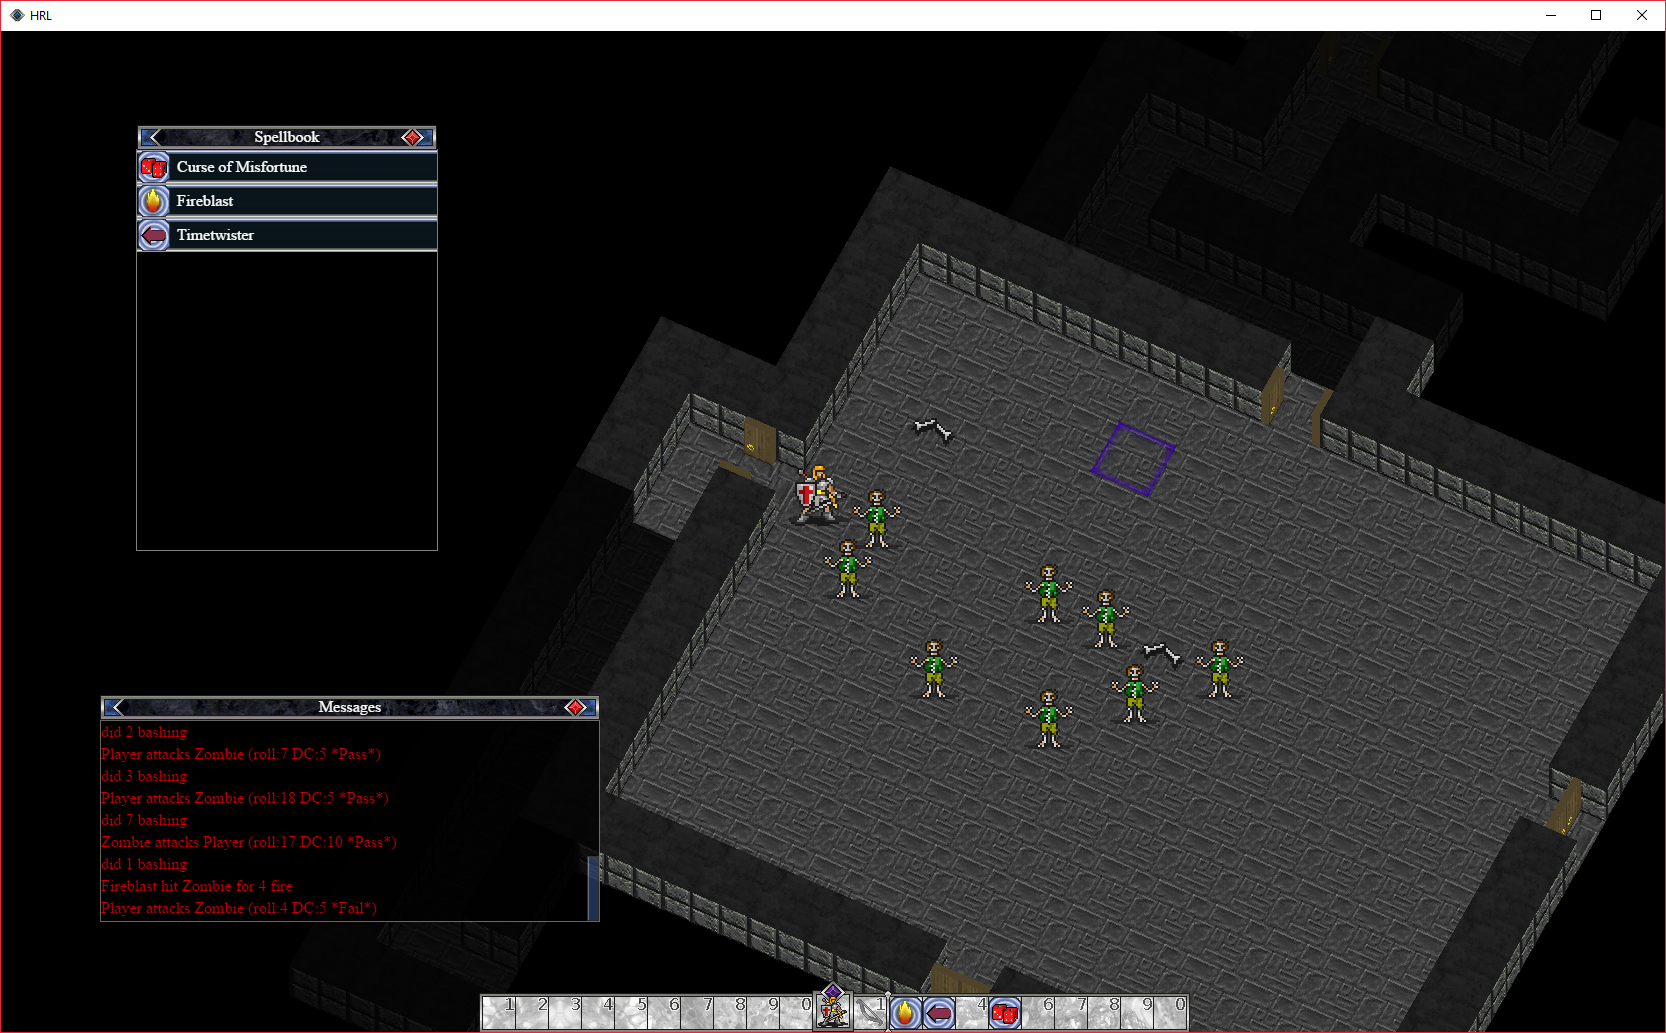 HRL
Spellbook
Curse of Misfortune
Fireblast
Timetwister
Messages
did 2 bashing
Player attacks Zombie (roll:7 DC:5 *Pass*)
did 3 bashing
Player attacks Zombie (roll:18 DC:5 *Pass*)
did 7 bashing
Zombie attacks Player (roll:17 DC:10 *Pass*)
did 1 bashing
Fireblast hit Zombie for 4 fire
Player attacks Zombie (roll:4 DC:5 *Fail*)
1 2 3 4 5 6 7 8 9 0 1 4 6 7 8 9 0